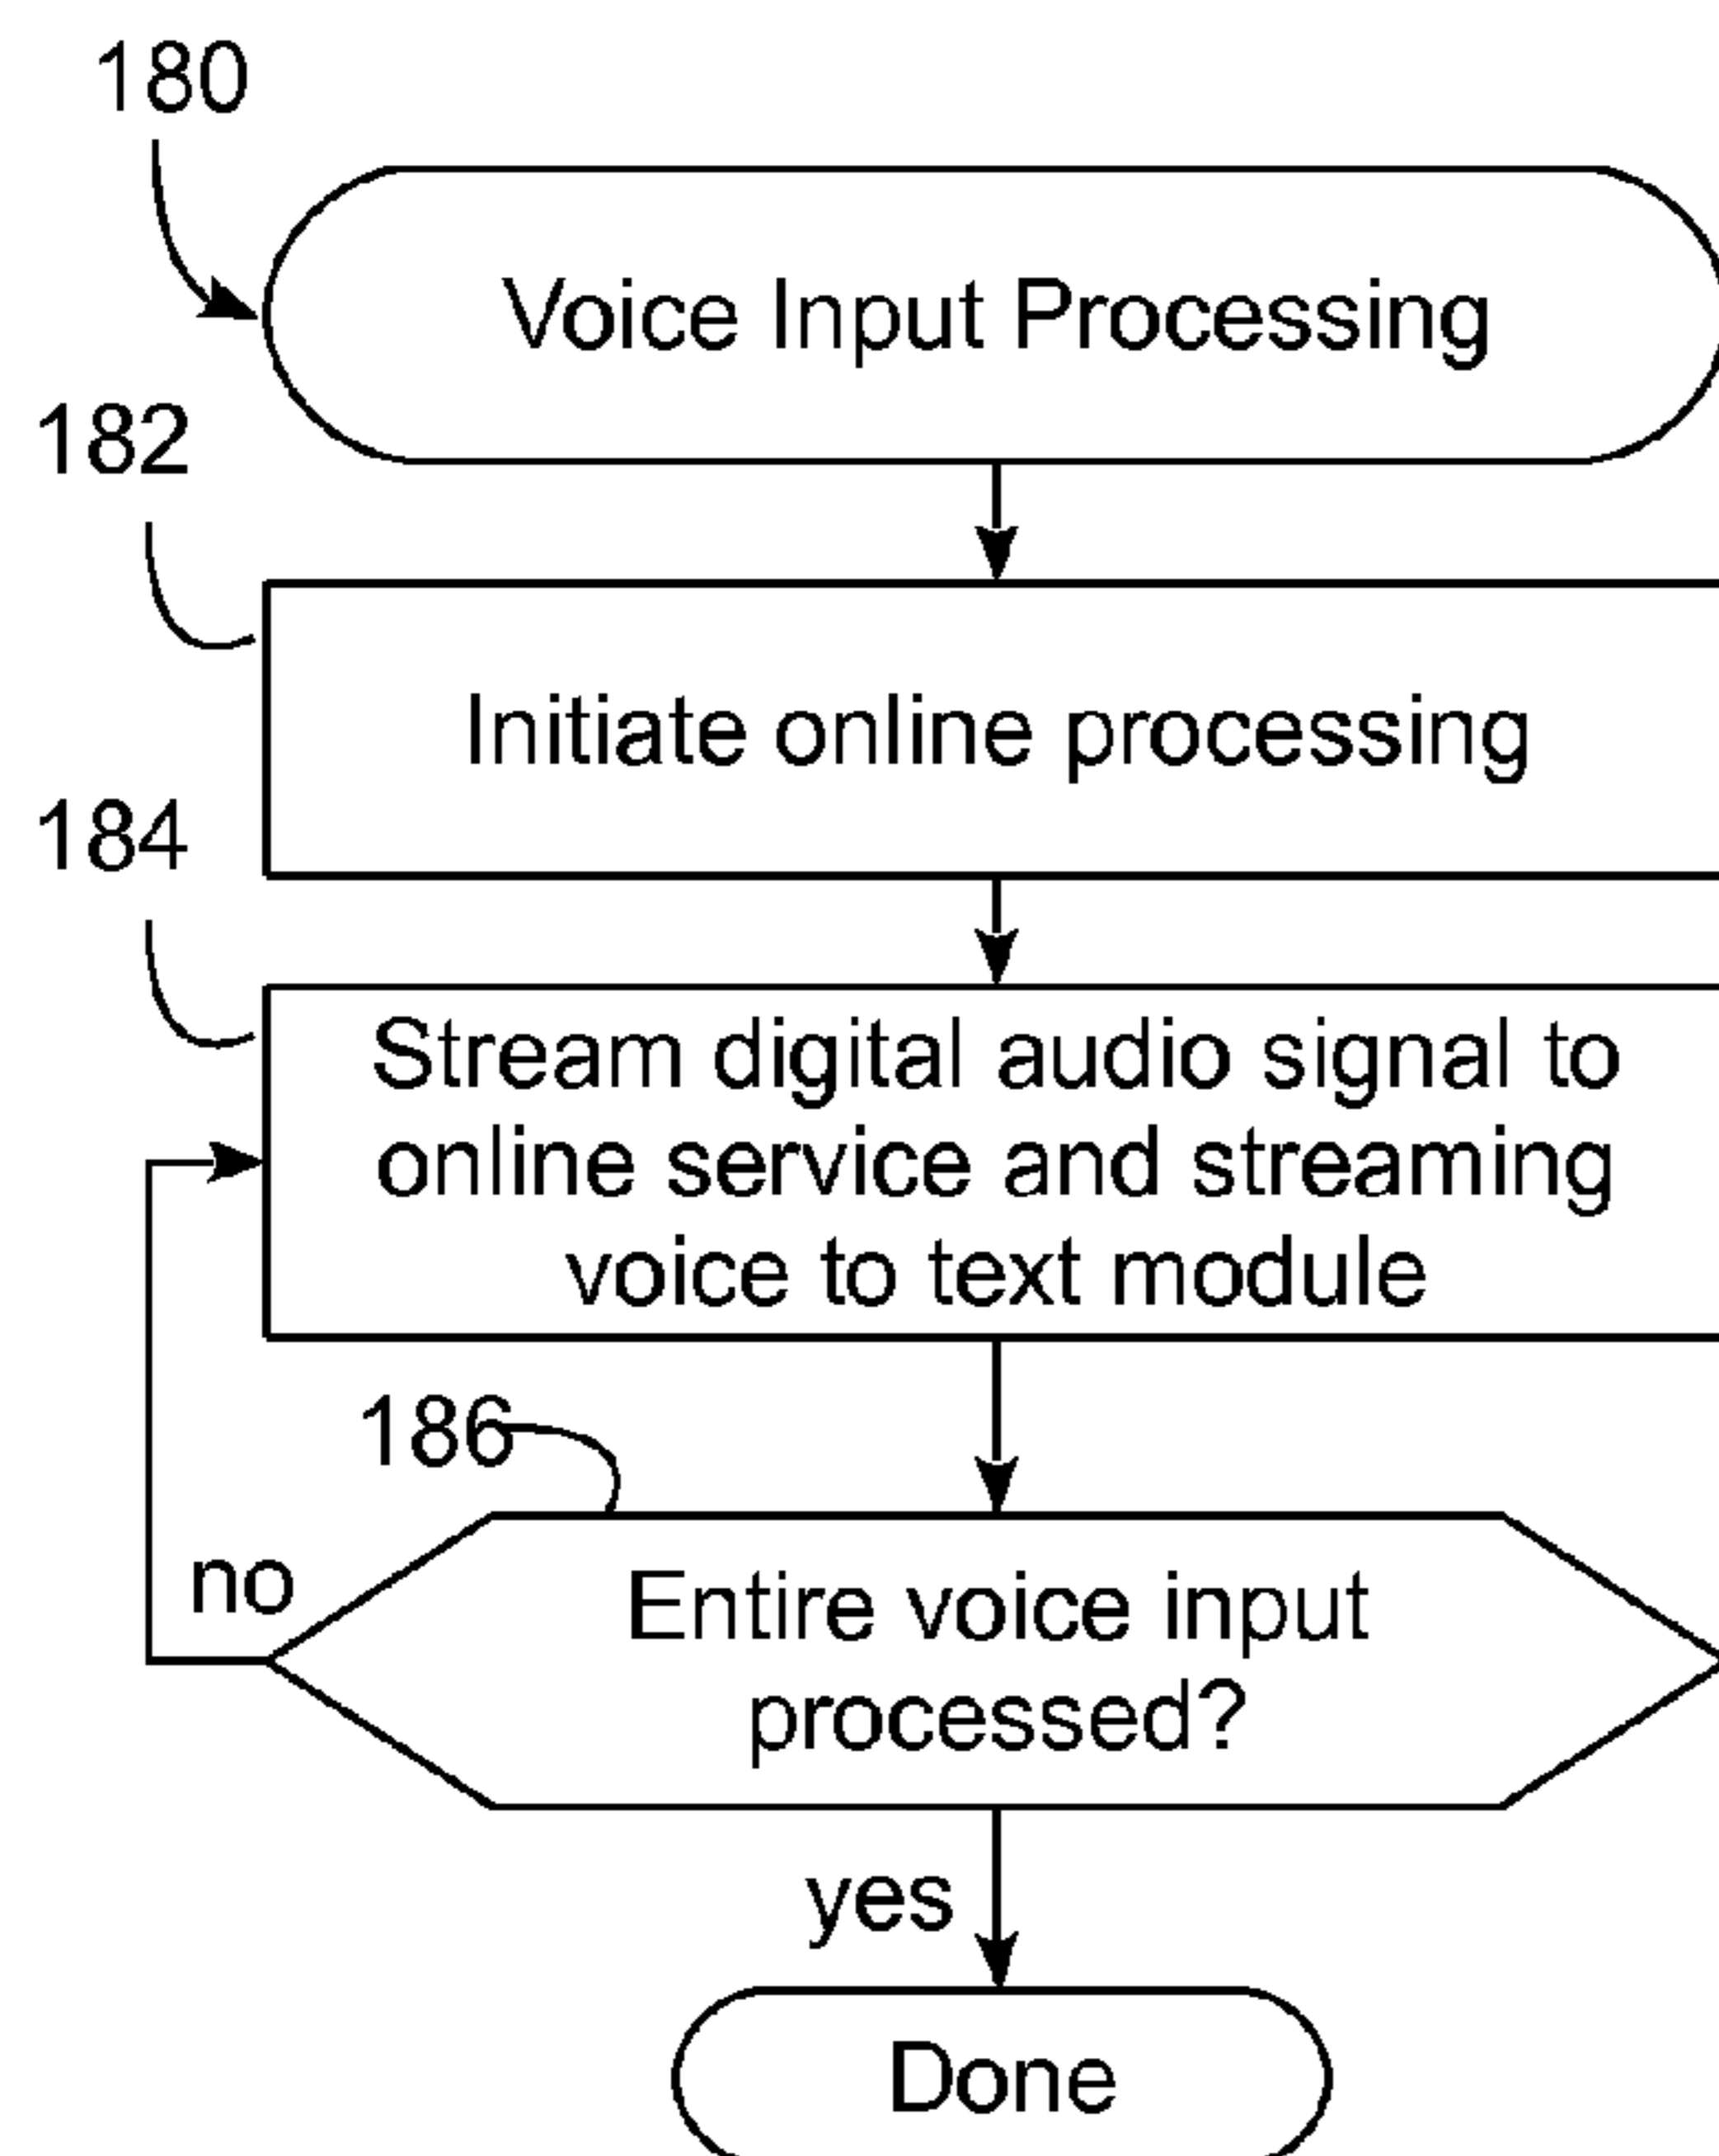 180
Voice Input Processing
182
Initiate online processing
184
Stream digital audio signal to
online service and streaming
voice to text module
186
no
Entire voice input
processed?
yes
Done